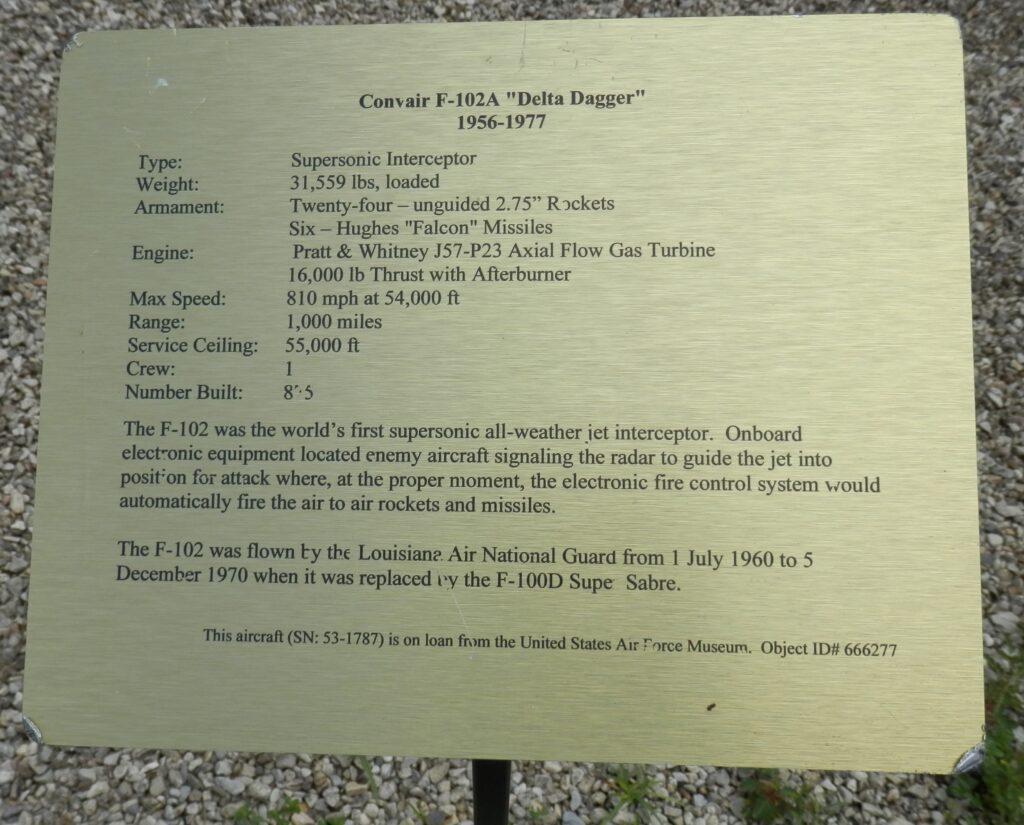 Convair F-102A "Delta Dagger"
1956-1977
Type: Supersonic Interceptor
Weight: 31,559 lbs, loaded
Armament: Twenty-four – unguided 2.75” Rockets
Six – Hughes "Falcon" Missiles
Engine: Pratt & Whitney J57-P23 Axial Flow Gas Turbine
16,000 lb Thrust with Afterburner
Max Speed: 810 mph at 54,000 ft
Range: 1,000 miles
Service Ceiling: 55,000 ft
Crew: 1
Number Built:
The F-102 was the world’s first supersonic all-weather jet interceptor. Onboard
electronic equipment located enemy aircraft signaling the radar to guide the jet into
position for attack where, at the proper moment, the electronic fire control system would
automatically fire the air to air rockets and missiles.
The F-102 was flown by the Louisiana Air National Guard from 1 July 1960 to 5
December 1970 when it was replaced by the F-100D Super Sabre.
This aircraft (SN: 53-1787) is on loan from the United States Air Force Museum. Object ID# 666277